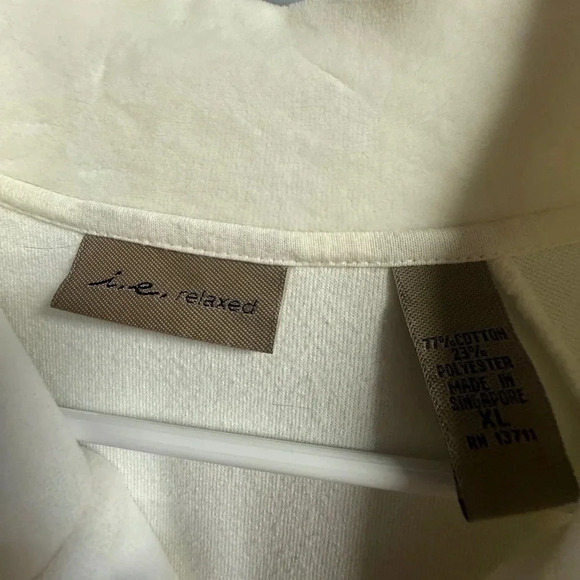 i.e. relaxed
77% COTTON
23%
POLYESTER
MADE IN
SINGAPORE
XL
RN 13711